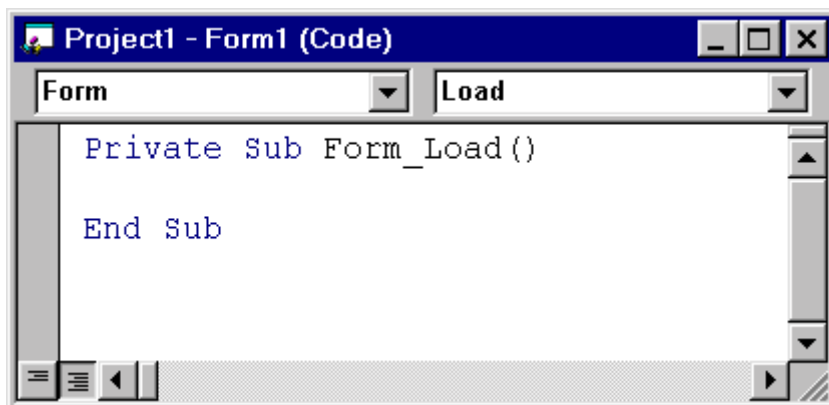 Project1 - Form1 (Code)
Form Load
Private Sub Form_Load()
End Sub